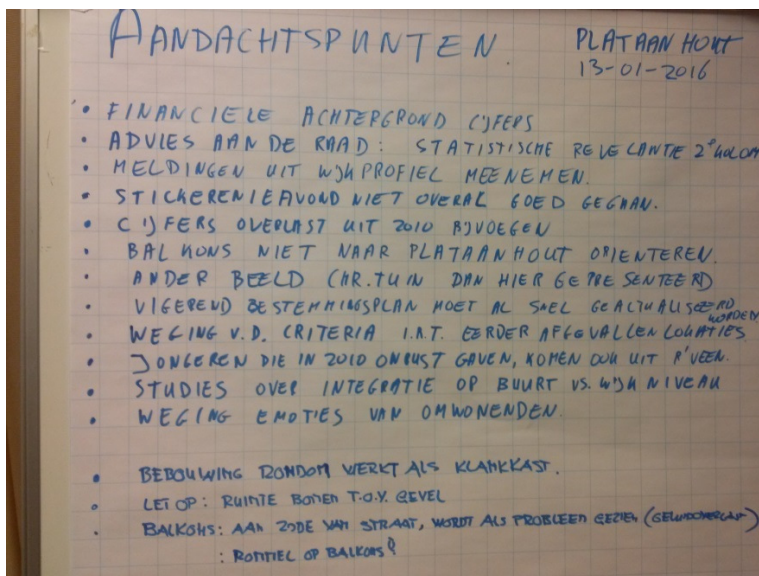 AANDACHTSPUNTEN
PLATAANHOUT
13-01-2016
• FINANCIELE ACHTERGROND CIJFERS
• ADVIES AAN DE RAAD: STATISTISCHE RELEVANTIE 2e KOLOM
• MELDINGEN UIT WIJKPROFIEL MEENEMEN.
• STICKERENIEAVOND NIET OVERAL GOED GEGAAN.
• CIJFERS OVERLAST UIT 2010 BIJVOEGEN
• BALKONS NIET NAAR PLATAANHOUT ORIENTEREN.
• ANDER BEELD CHR.TUIN DAN HIER GEPRESENTEERD
• VIGEREND BESTEMMINGSPLAN MOET AL SNEL GEACTUALISEERD
WORDEN
• WEGING V.D. CRITERIA I.R.T. EERDER AFGEVALLEN LOKATIES
• JONGEREN DIE IN 2010 ONRUST GAVEN, KOMEN OOK UIT R'VEEN.
• STUDIES OVER INTEGRATIE OP BUURT VS. WIJK NIVEAU
• WEGING EMOTIES VAN OMWONENDEN.
• BEBOUWING RONDOM WERKT ALS KLANKKAST.
• LET OP: RUIMTE BOMEN T.O.V. GEVEL
• BALKONS: AAN ZIJDE VAN STRAAT, WORDT ALS PROBLEEM GEZIEN (GELUIDOVERLAST)
: ROMMEL OP BALKONS?